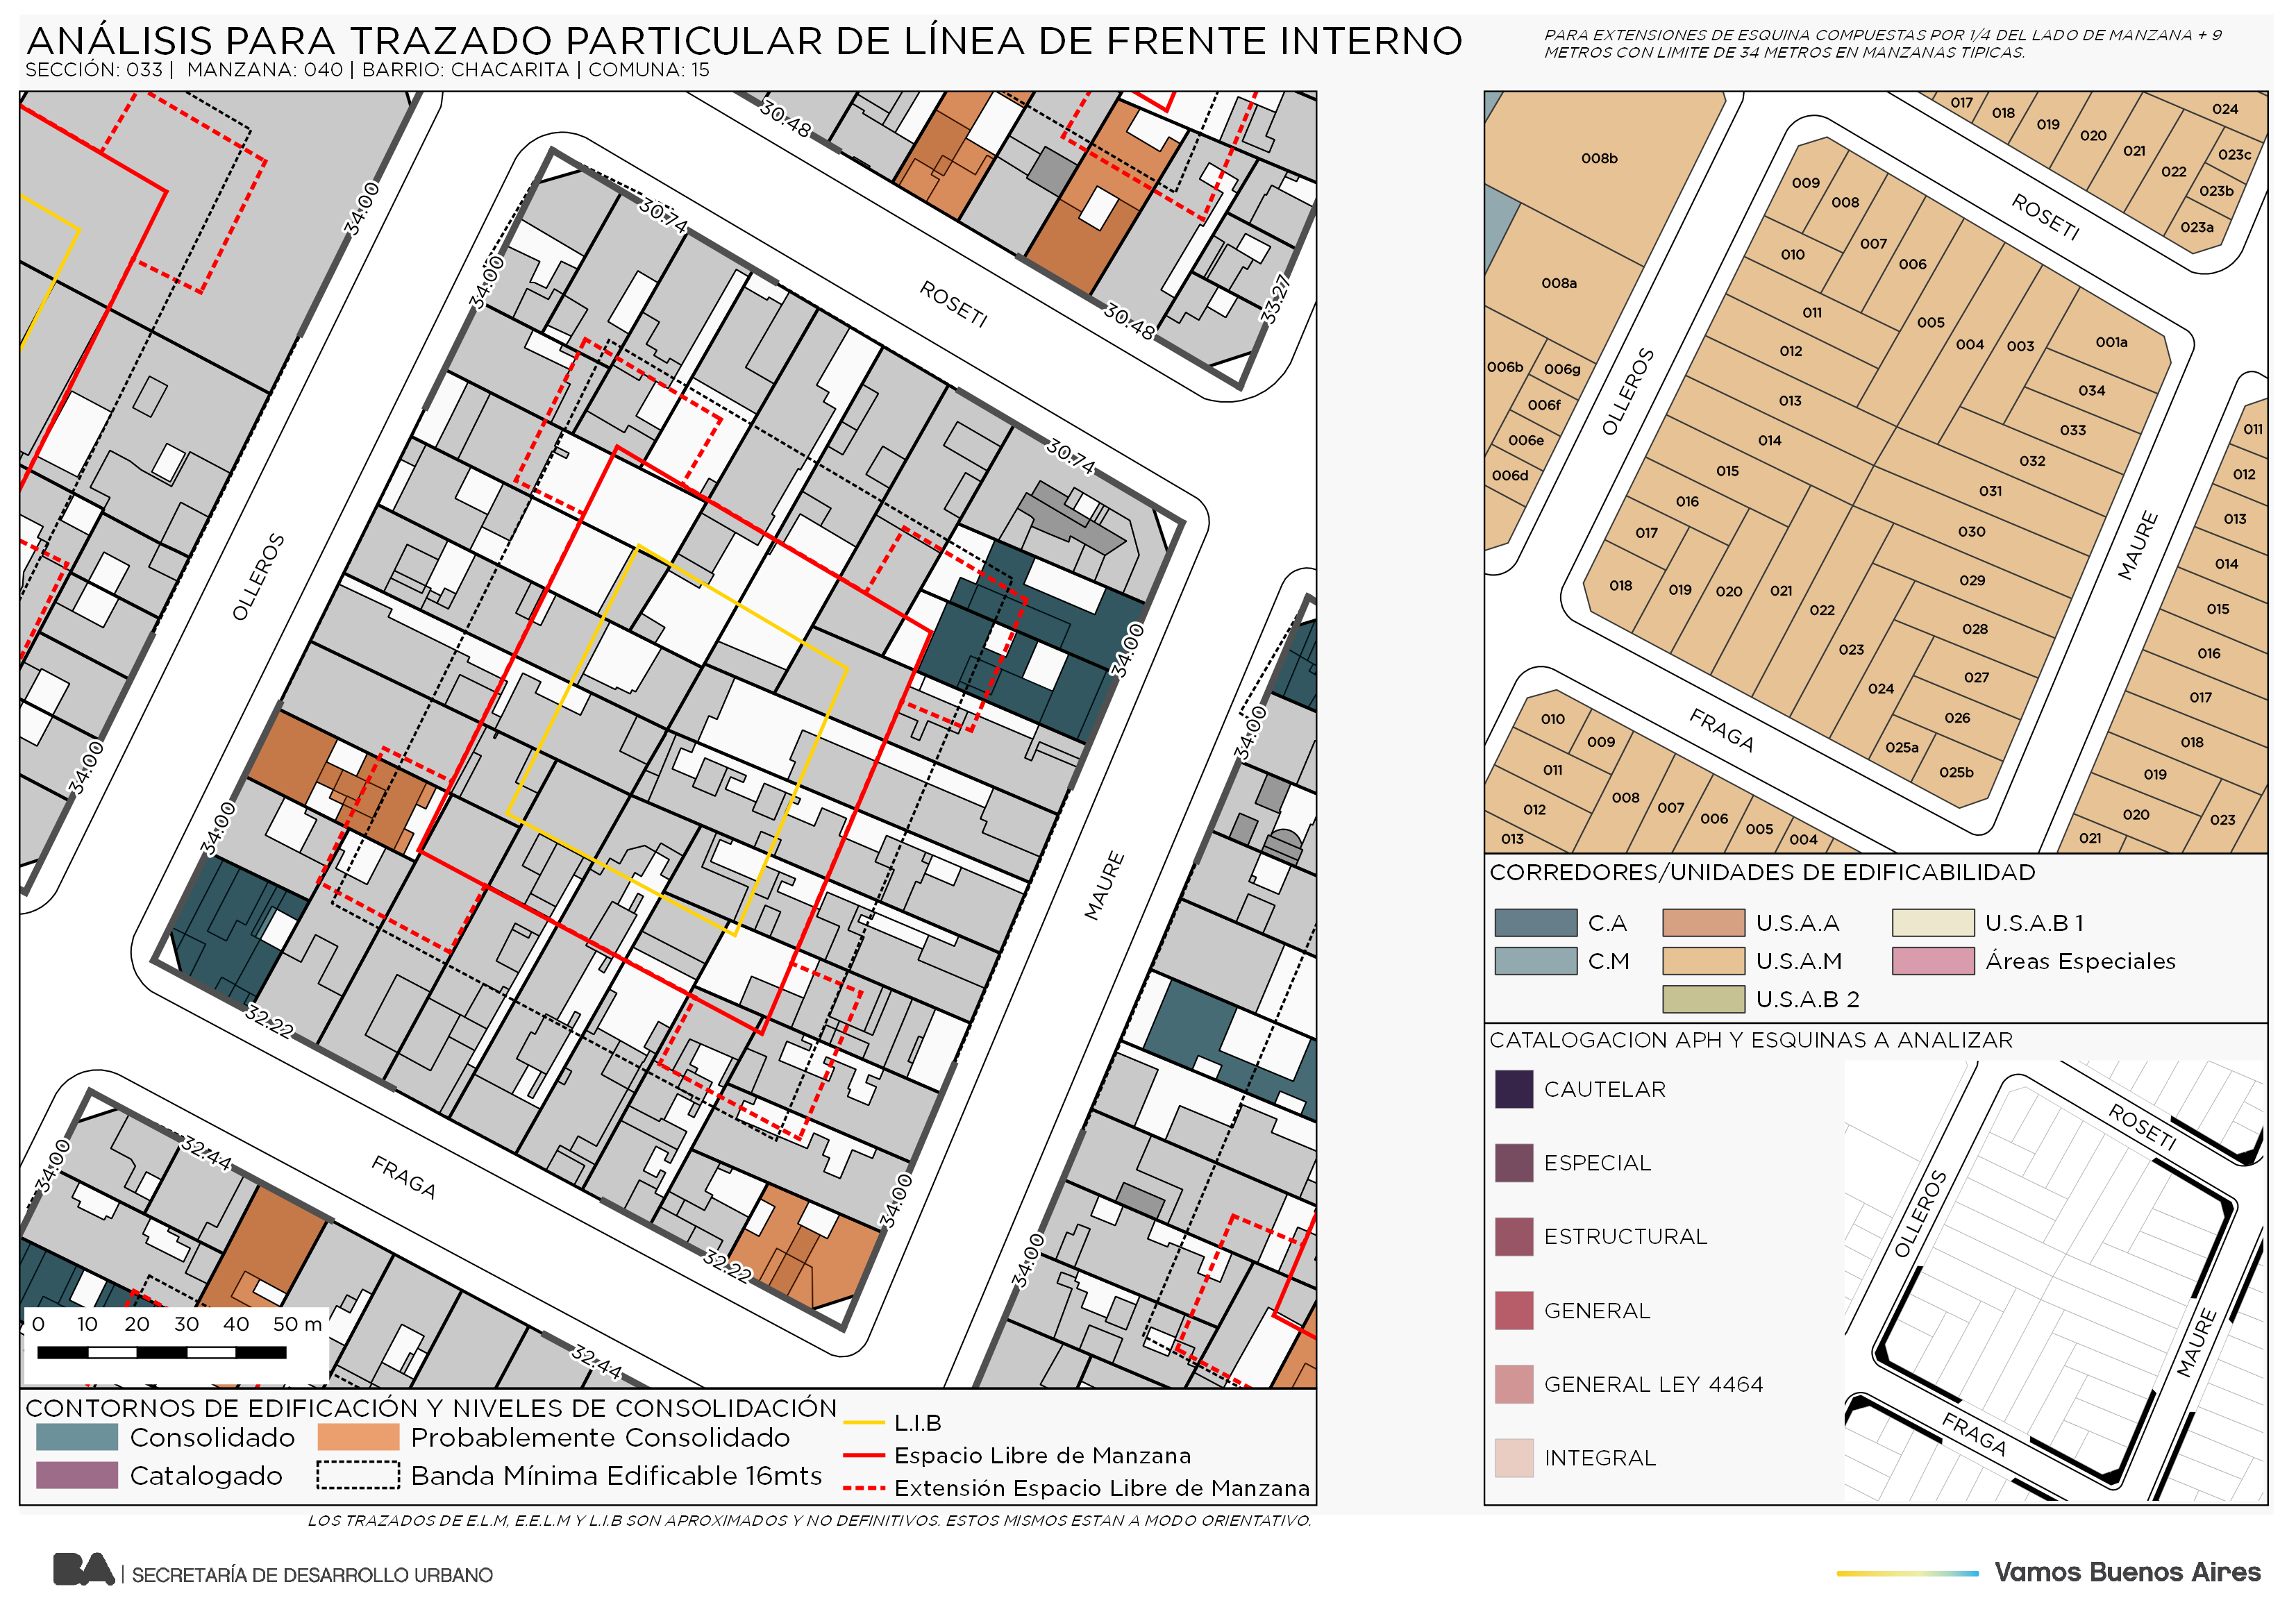 ANÁLISIS PARA TRAZADO PARTICULAR DE LÍNEA DE FRENTE INTERNO
SECCIÓN: 033 | MANZANA: 040 | BARRIO: CHACARITA | COMUNA: 15
PARA EXTENSIONES DE ESQUINA COMPUESTAS POR 1/4 DEL LADO DE MANZANA + 9
METROS CON LIMITE DE 34 METROS EN MANZANAS TIPICAS.
30.48
34.00
30.74
34.00
ROSETI
30.48
33.27
30.74
OLLEROS
34.00
34.00
34.00
34.00
MAURE
32.22
34.00
32.44
FRAGA
34.00
32.22
34.00
32.44
0 10 20 30 40 50 m
CONTORNOS DE EDIFICACIÓN Y NIVELES DE CONSOLIDACIÓN
Consolidado
Probablemente Consolidado
Catalogado
Banda Mínima Edificable 16mts
L.I.B
Espacio Libre de Manzana
Extensión Espacio Libre de Manzana
LOS TRAZADOS DE E.L.M, E.E.L.M Y L.I.B SON APROXIMADOS Y NO DEFINITIVOS. ESTOS MISMOS ESTAN A MODO ORIENTATIVO.
008b
008a
006b
006g
006f
006e
006d
017
018
019
020
021
022
024
023c
023b
023a
ROSETI
OLLEROS
MAURE
FRAGA
009
008
007
006
005
004
003
001a
034
033
032
031
030
029
028
027
026
025b
025a
024
023
022
021
020
019
018
017
016
015
014
013
012
011
010
010
009
011
012
013
008
007
006
005
004
011
012
013
014
015
016
017
018
019
020
021
023
CORREDORES/UNIDADES DE EDIFICABILIDAD
C.A
U.S.A.A
U.S.A.B 1
C.M
U.S.A.M
Áreas Especiales
U.S.A.B 2
CATALOGACION APH Y ESQUINAS A ANALIZAR
CAUTELAR
ESPECIAL
ESTRUCTURAL
GENERAL
GENERAL LEY 4464
INTEGRAL
ROSETI
OLLEROS
MAURE
FRAGA
BA | SECRETARÍA DE DESARROLLO URBANO
Vamos Buenos Aires